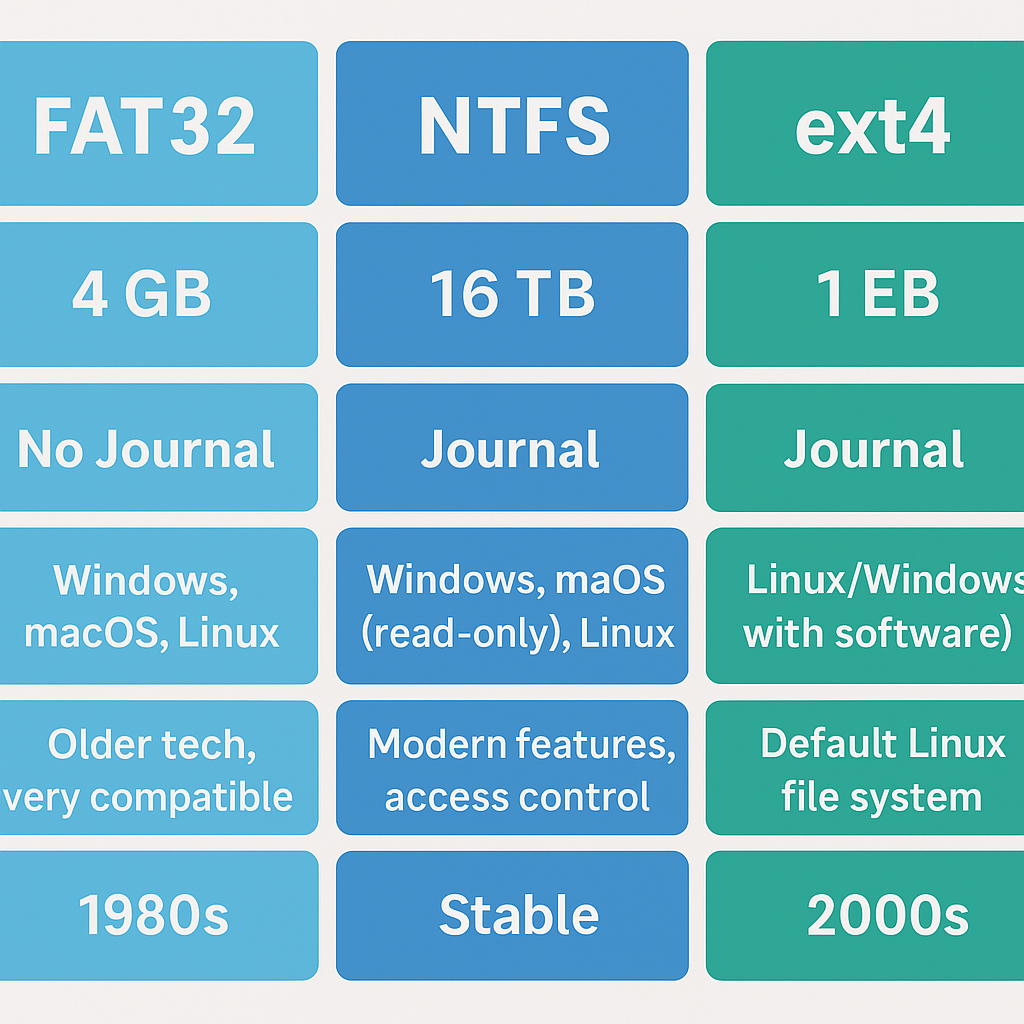 FAT32
NTFS
ext4
4 GB
16 TB
1 EB
No Journal
Journal
Journal
Windows,
macOS, Linux
Windows, maOS
(read-only), Linux
Linux/Windows
with software)
Older tech,
very compatible
Modern features,
access control
Default Linux
file system
1980s
Stable
2000s